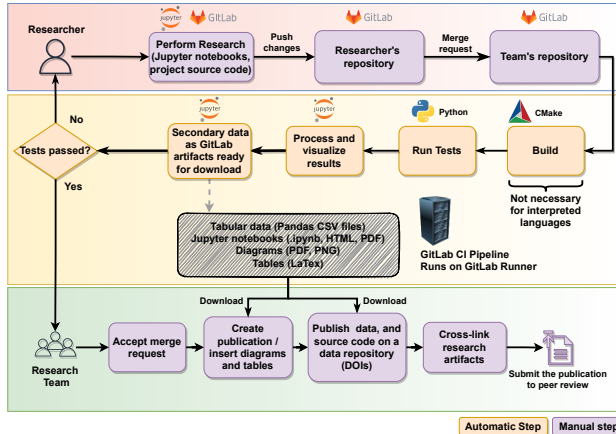 Researcher
jupyter
GitLab
Perform Research
(Jupyter notebooks,
project source code)
Push
changes
GitLab
Researcher's
repository
Merge
request
GitLab
Team's repository
No
Tests passed?
Yes
jupyter
Secondary data
as GitLab
artifacts ready
for download
jupyter
Process and
visualize
results
Python
Run Tests
CMake
Build
Not necessary
for interpreted
languages
Tabular data (Pandas CSV files)
Jupyter notebooks (.ipynb, HTML, PDF)
Diagrams (PDF, PNG)
Tables (LaTex)
GitLab CI Pipeline
Runs on GitLab Runner
Download
Download
Research
Team
Accept merge
request
Create
publication /
insert diagrams
and tables
Publish data, and
source code on a
data repository
(DOIs)
Cross-link
research
artifacts
Submit the publication
to peer review
Automatic Step
Manual step